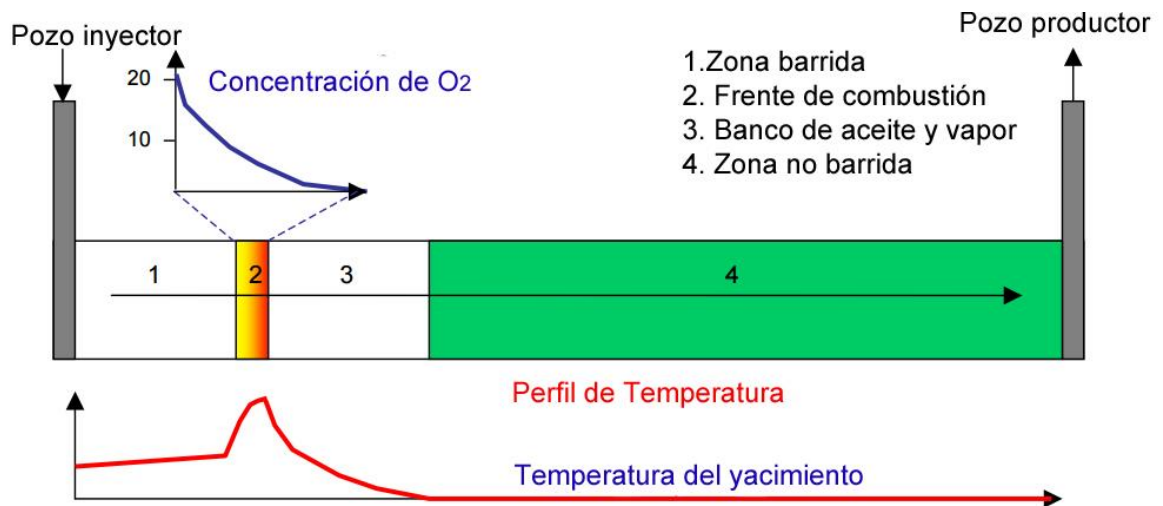 Pozo inyector
Pozo productor
20
10
Concentración de O2
1.Zona barrida
2. Frente de combustión
3. Banco de aceite y vapor
4. Zona no barrida
1
2
3
4
Perfil de Temperatura
Temperatura del yacimiento